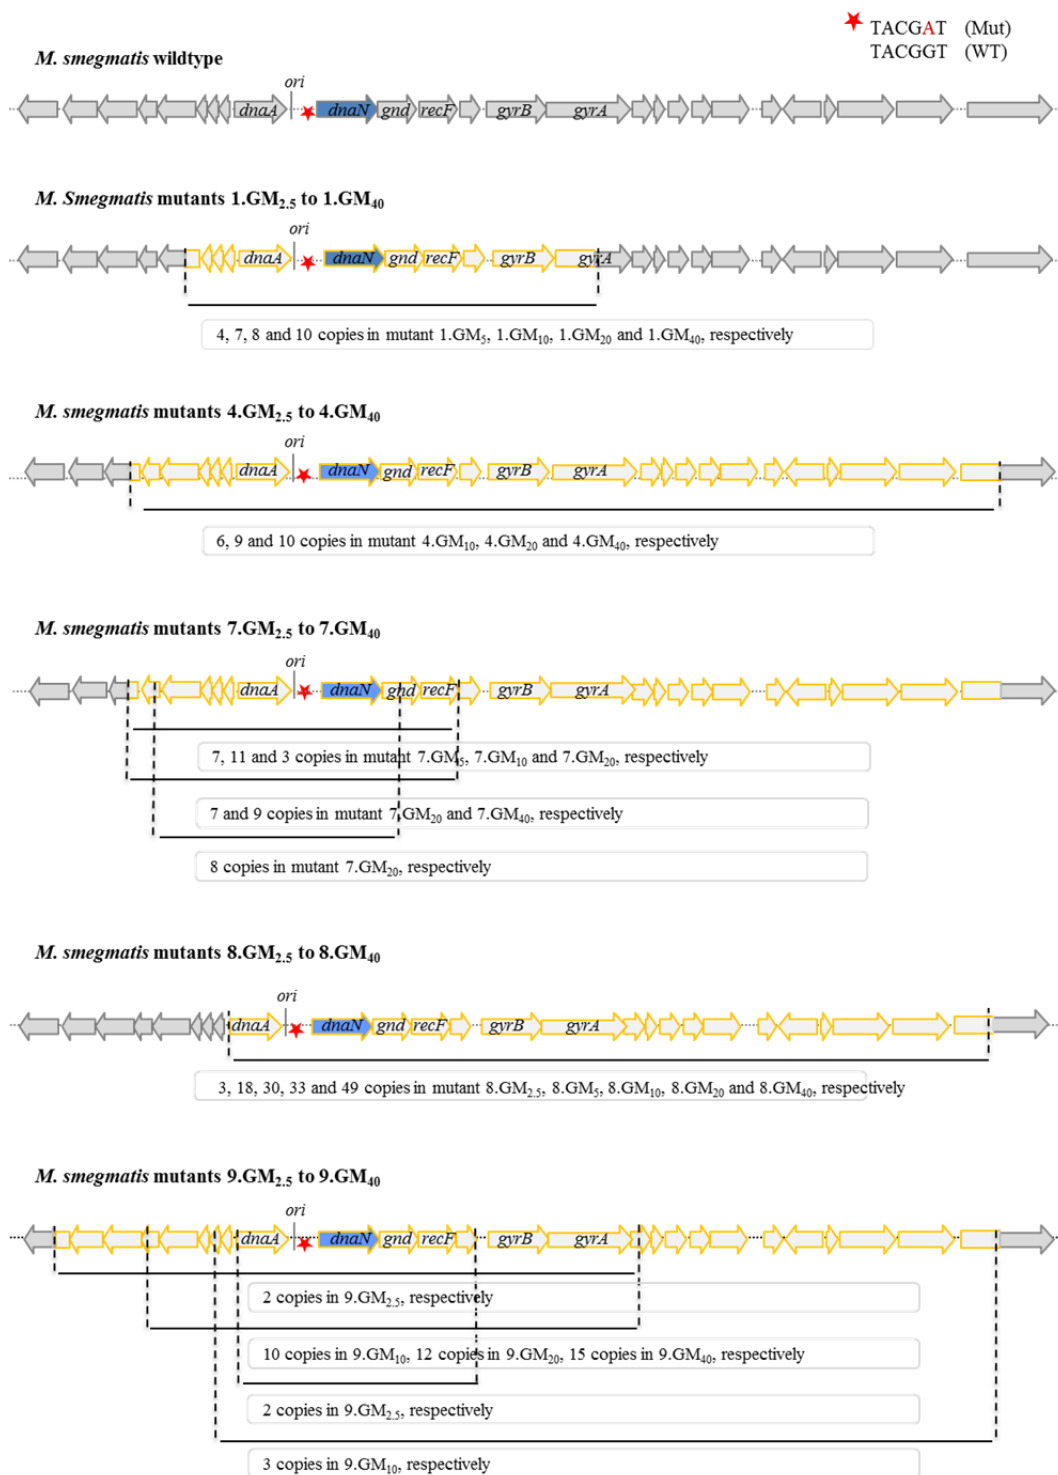 TACGAT (Mut)
TACGGT (WT)
M. smegmatis wildtype
ori
dnaA dnaN gnd recF gyrB gyrA
M. Smegmatis mutants 1.GM2.5 to 1.GM40
ori
dnaA dnaN gnd recF gyrB gyrA
4, 7, 8 and 10 copies in mutant 1.GM5, 1.GM10, 1.GM20 and 1.GM40, respectively
M. smegmatis mutants 4.GM2.5 to 4.GM40
ori
dnaA dnaN gnd recF gyrB gyrA
6, 9 and 10 copies in mutant 4.GM10, 4.GM20 and 4.GM40, respectively
M. smegmatis mutants 7.GM2.5 to 7.GM40
ori
dnaA dnaN gnd recF gyrB gyrA
7, 11 and 3 copies in mutant 7.GM5, 7.GM10 and 7.GM20, respectively
7 and 9 copies in mutant 7.GM20 and 7.GM40, respectively
8 copies in mutant 7.GM20, respectively
M. smegmatis mutants 8.GM2.5 to 8.GM40
ori
dnaA dnaN gnd recF gyrB gyrA
3, 18, 30, 33 and 49 copies in mutant 8.GM2.5, 8.GM5, 8.GM10, 8.GM20 and 8.GM40, respectively
M. smegmatis mutants 9.GM2.5 to 9.GM40
ori
dnaA dnaN gnd recF gyrB gyrA
2 copies in 9.GM2.5, respectively
10 copies in 9.GM10, 12 copies in 9.GM20, 15 copies in 9.GM40, respectively
2 copies in 9.GM2.5, respectively
3 copies in 9.GM10, respectively